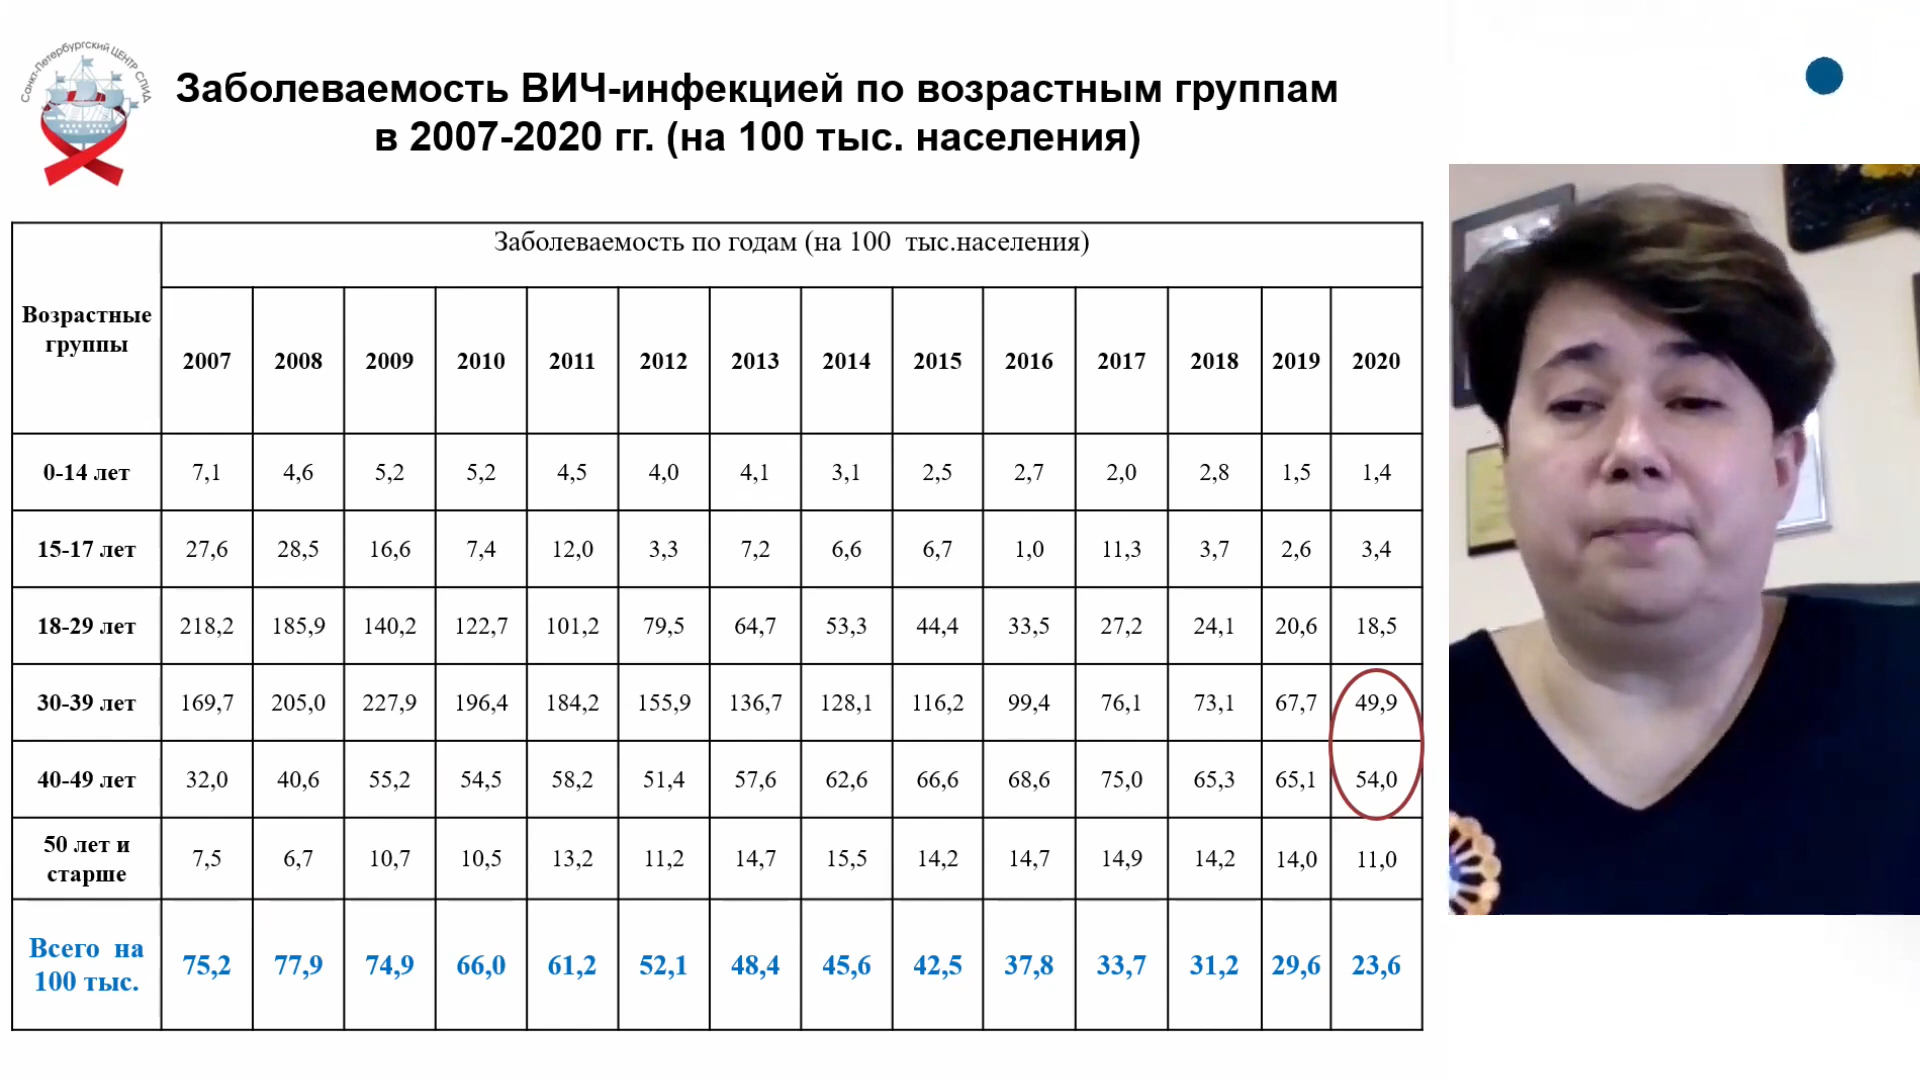 Санкт-Петербургский ЦЕНТР СПИД
Заболеваемость ВИЧ-инфекцией по возрастным группам
в 2007-2020 гг. (на 100 тыс. населения)
Возрастные
группы
Заболеваемость по годам (на 100 тыс.населения)
2007 2008 2009 2010 2011 2012 2013 2014 2015 2016 2017 2018 2019 2020
0-14 лет 7,1 4,6 5,2 5,2 4,5 4,0 4,1 3,1 2,5 2,7 2,0 2,8 1,5 1,4
15-17 лет 27,6 28,5 16,6 7,4 12,0 3,3 7,2 6,6 6,7 1,0 11,3 3,7 2,6 3,4
18-29 лет 218,2 185,9 140,2 122,7 101,2 79,5 64,7 53,3 44,4 33,5 27,2 24,1 20,6 18,5
30-39 лет 169,7 205,0 227,9 196,4 184,2 155,9 136,7 128,1 116,2 99,4 76,1 73,1 67,7 49,9
40-49 лет 32,0 40,6 55,2 54,5 58,2 51,4 57,6 62,6 66,6 68,6 75,0 65,3 65,1 54,0
50 лет и
старше 7,5 6,7 10,7 10,5 13,2 11,2 14,7 15,5 14,2 14,7 14,9 14,2 14,0 11,0
Всего на
100 тыс. 75,2 77,9 74,9 66,0 61,2 52,1 48,4 45,6 42,5 37,8 33,7 31,2 29,6 23,6